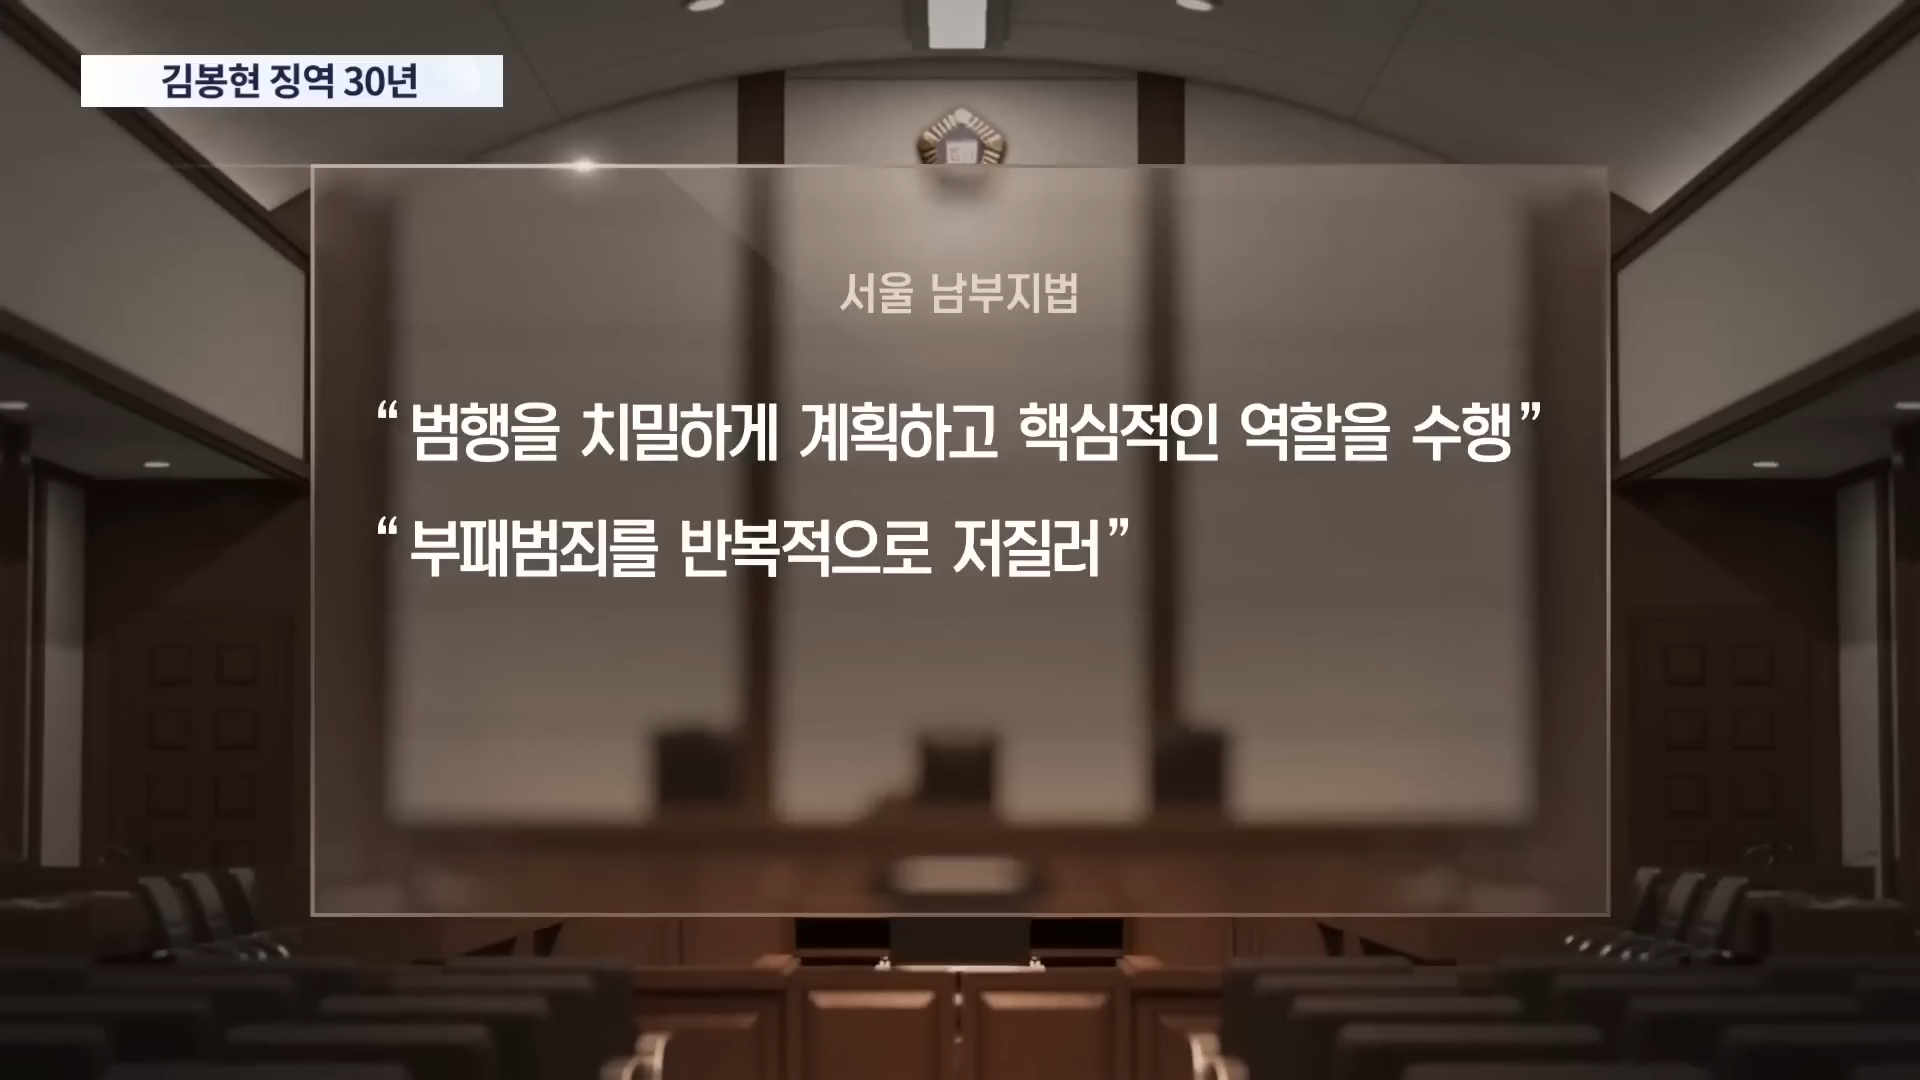 김봉현 징역 30년
서울 남부지법
“범행을 치밀하게 계획하고 핵심적인 역할을 수행”
“부패범죄를 반복적으로 저질러”